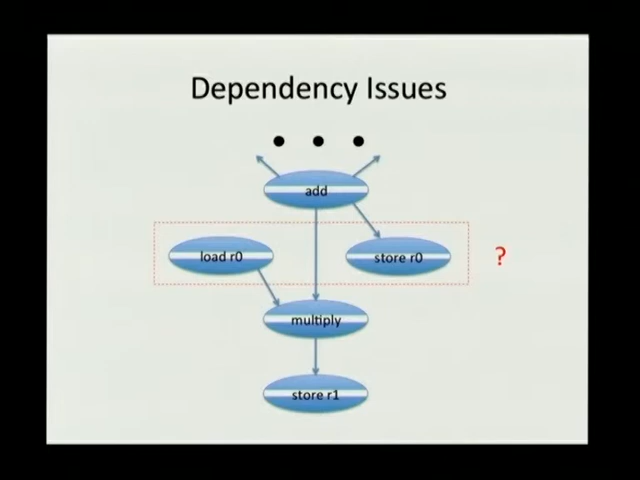 Dependency Issues
• • •
add
load r0
store r0
?
multiply
store r1